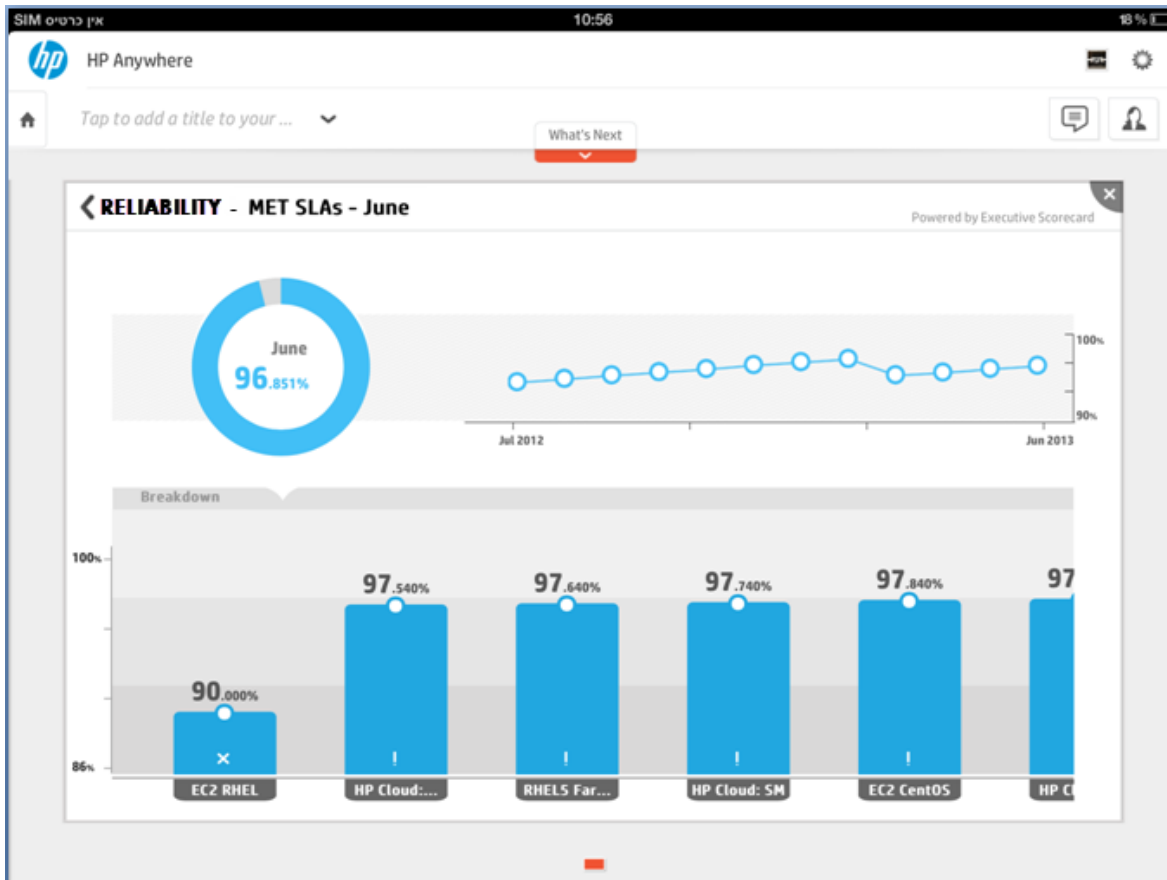 אין כרטיס SIM 10:56 18 %
hp HP Anywhere
Tap to add a title to your ...
What's Next
RELIABILITY - MET SLAs - June
Powered by Executive Scorecard
June
96.851%
100%
90%
Jul 2012 Jun 2013
Breakdown
100%
97.540% 97.640% 97.740% 97.840% 97
90.000%
× ! ! ! !
86%
EC2 RHEL HP Cloud:... RHEL5 Far... HP Cloud: SM EC2 CentOS HP Cl